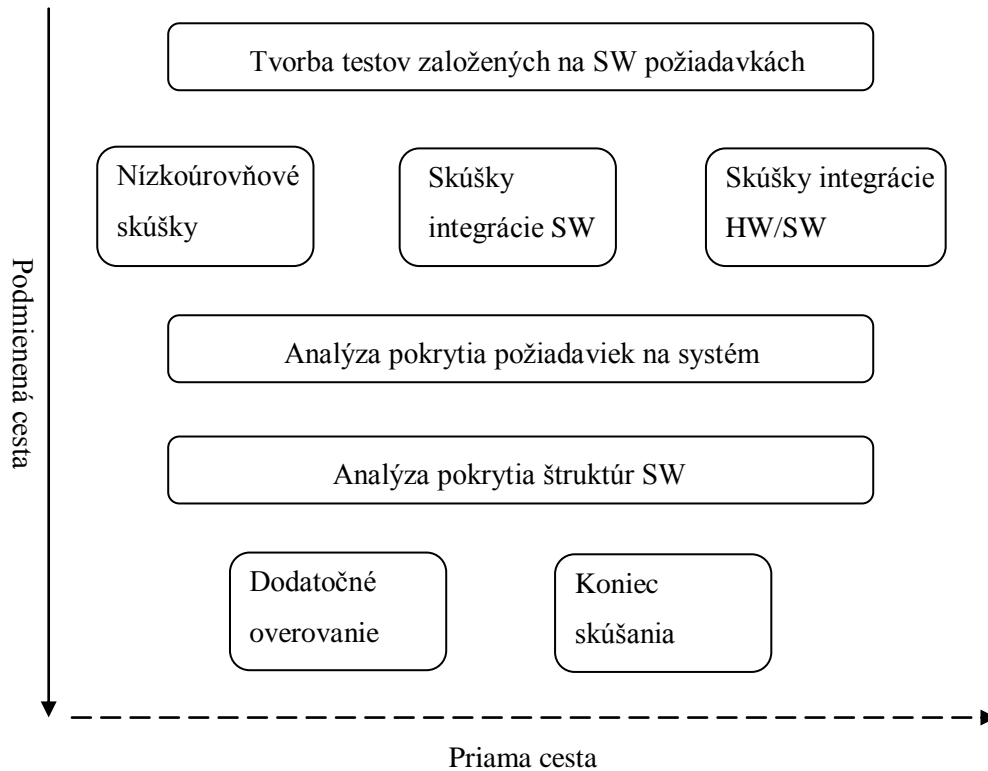 Tvorba testov založených na SW požiadavkách
Nízkoúrovňové
skúšky
Skúšky
integrácie SW
Skúšky integrácie
HW/SW
Podmienená cesta
Analýza pokrytia požiadaviek na systém
Analýza pokrytia štruktúr SW
Dodatočné
overovanie
Koniec
skúšania
Priama cesta